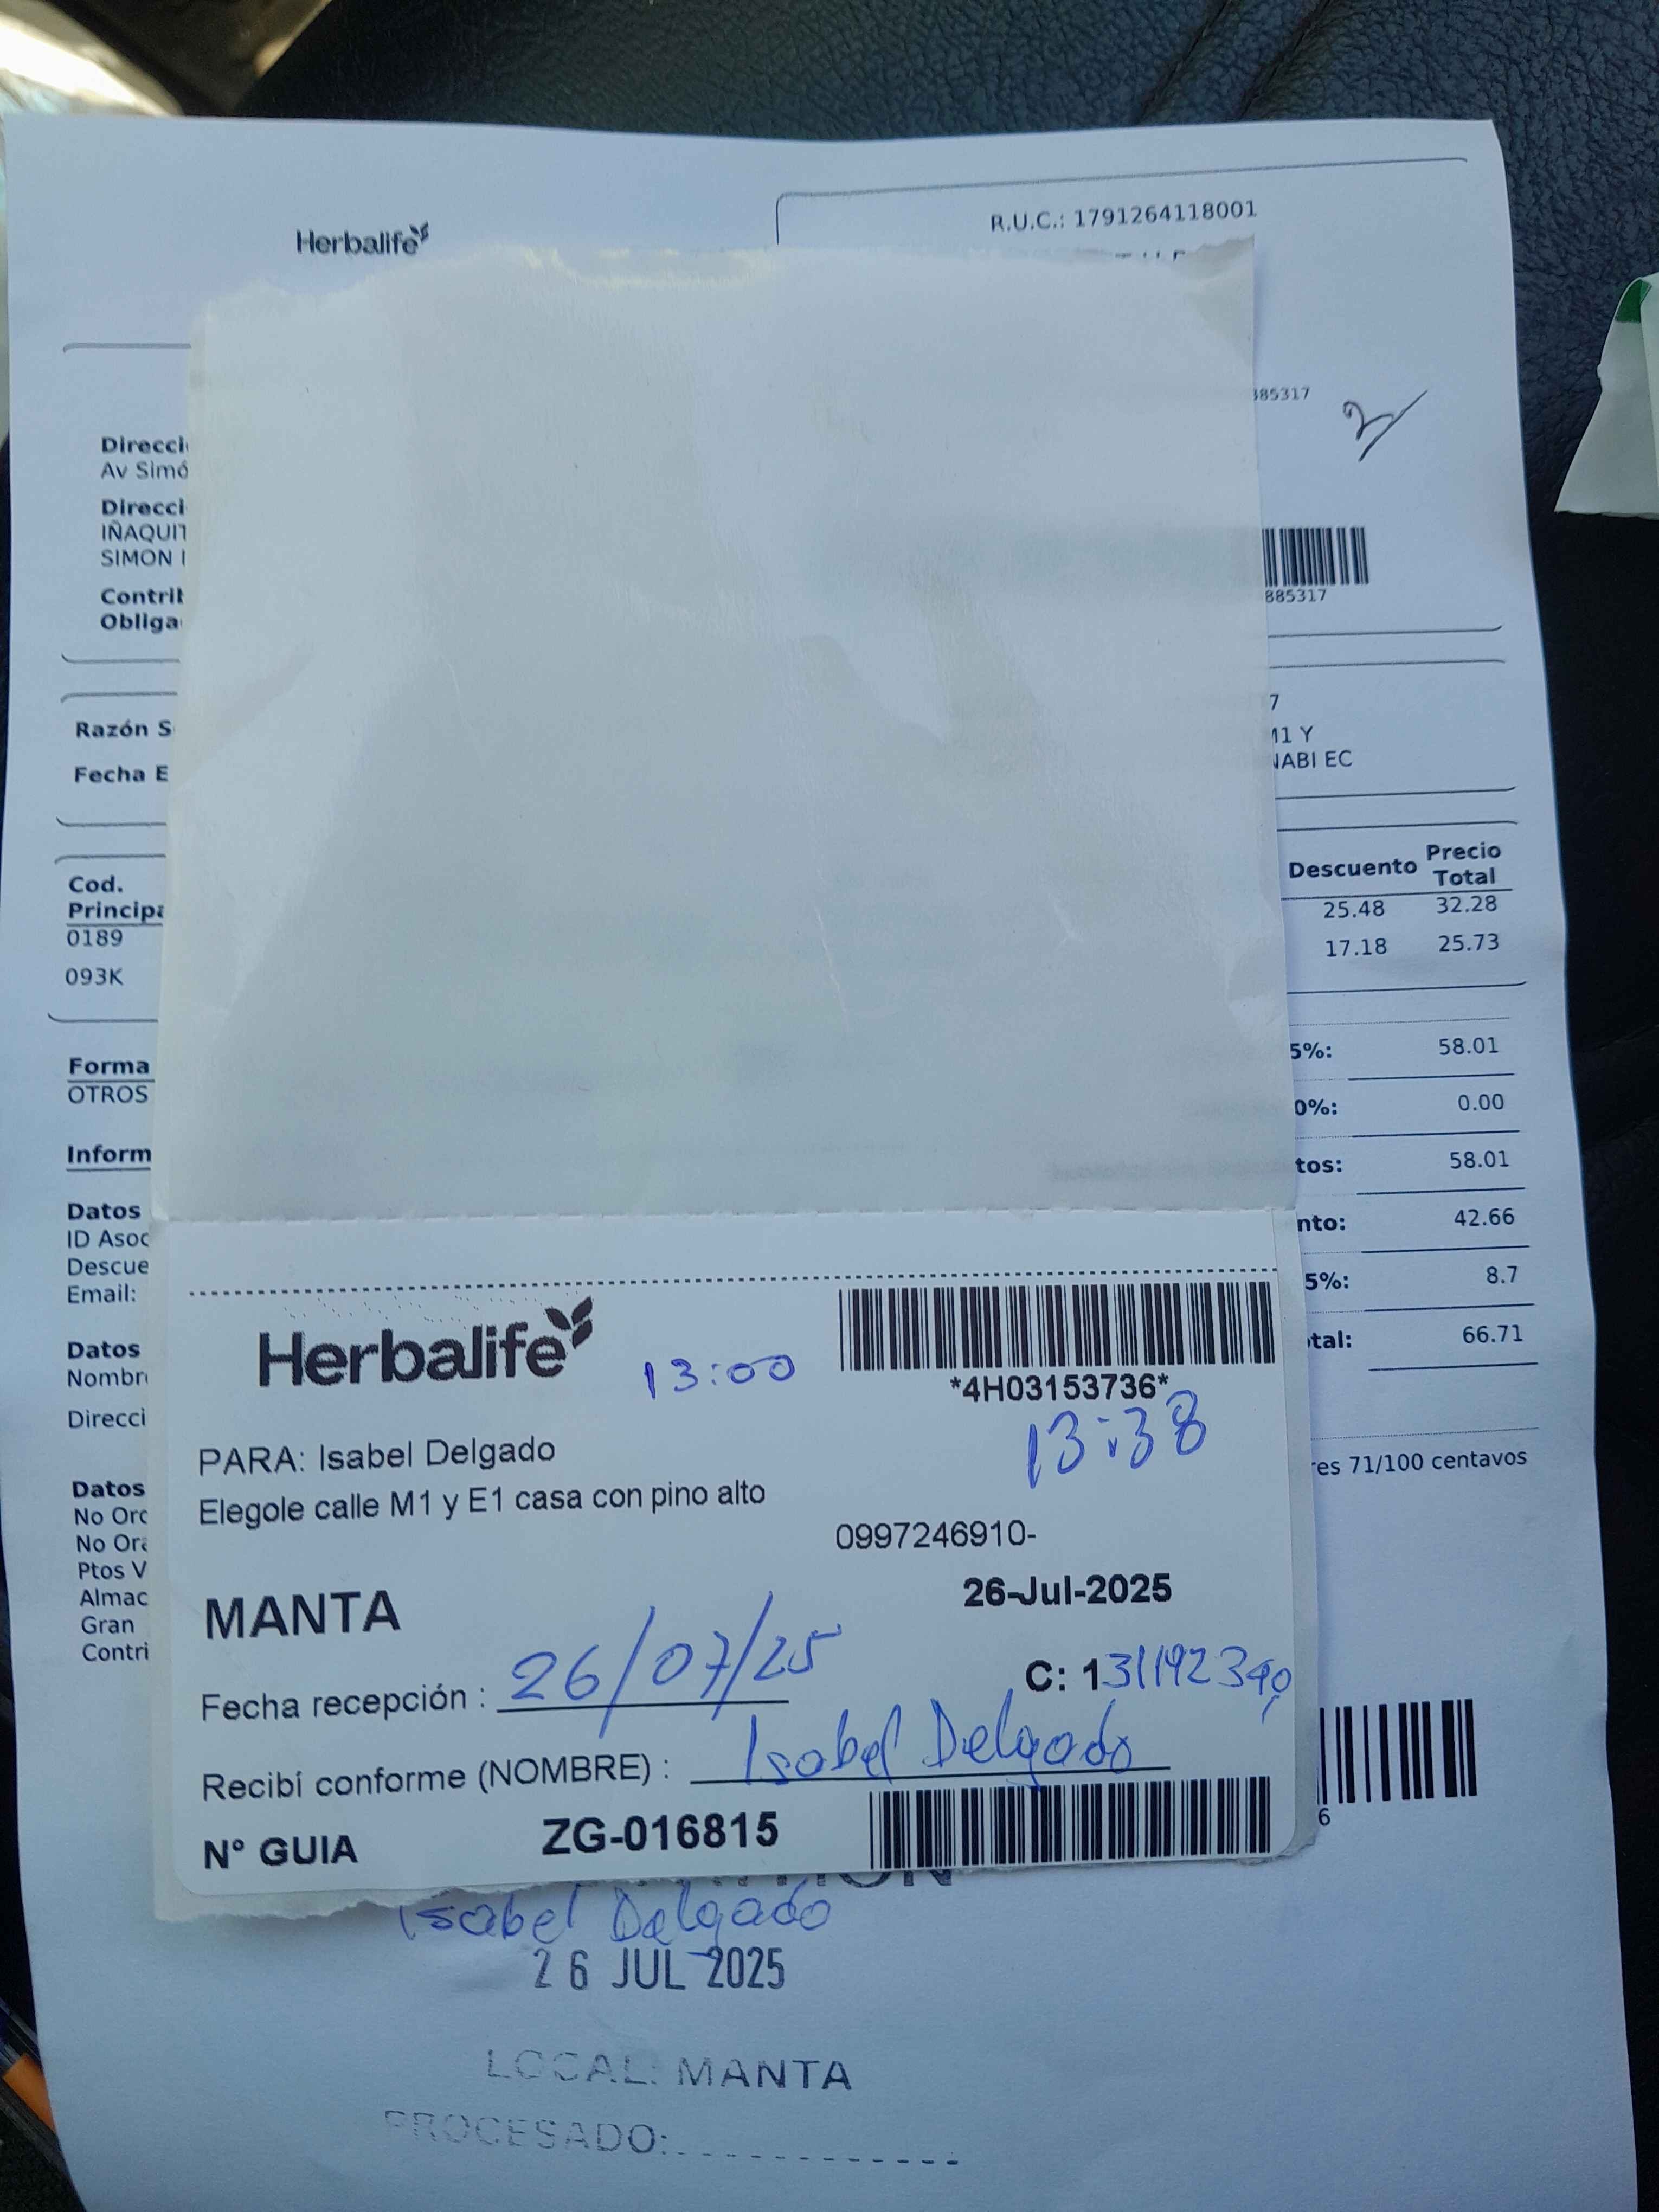 Herbalife
R.U.C.: 1791264118001
85317
Direcci
Av Simó
Direcci
IÑAQUIT
SIMON
885317
Contrib
Obliga
Razón S
7
M1 Y
Fecha E
NABI EC
Cod.
Principa
Descuento Precio Total
0189 25.48 32.28
093K 17.18 25.73
5%: 58.01
Forma
OTROS
0%: 0.00
Inform
tos: 58.01
Datos
nto: 42.66
ID Asoc
Descue
5%: 8.7
Email:
tal: 66.71
Datos
Nombr
Direcci
res 71/100 centavos
Datos
No Ord
No Ora
Ptos V
Almac
Gran
Contri
Herbalife 13:00
*4H03153736*
13:38
PARA: Isabel Delgado
Elegole calle M1 y E1 casa con pino alto
0997246910-
26-Jul-2025
MANTA
Fecha recepción : 26/07/25
C: 1311923490
Recibí conforme (NOMBRE) : Isabel Delgado
N° GUIA ZG-016815
6
Isabel Delgado
26 JUL 2025
LOCAL: MANTA
PROCESADO: